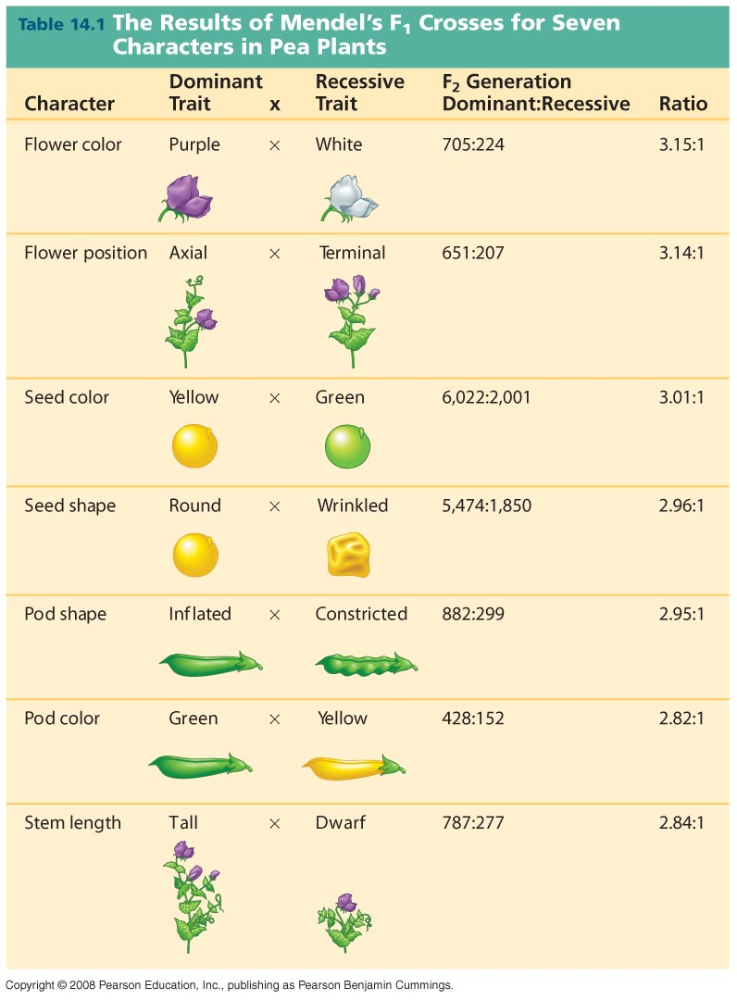 Table 14.1 The Results of Mendel's F₁ Crosses for Seven
Characters in Pea Plants
Dominant Recessive F₂ Generation
Character Trait x Trait Dominant:Recessive Ratio
Flower color Purple × White 705:224 3.15:1
Flower position Axial × Terminal 651:207 3.14:1
Seed color Yellow × Green 6,022:2,001 3.01:1
Seed shape Round × Wrinkled 5,474:1,850 2.96:1
Pod shape Inflated × Constricted 882:299 2.95:1
Pod color Green × Yellow 428:152 2.82:1
Stem length Tall × Dwarf 787:277 2.84:1
Copyright © 2008 Pearson Education, Inc., publishing as Pearson Benjamin Cummings.